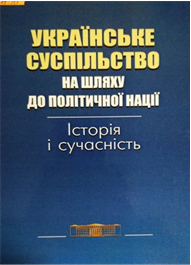 УКРАЇНСЬКЕ
СУСПІЛЬСТВО
НА ШЛЯХУ
ДО ПОЛІТИЧНОЇ НАЦІЇ
Історія
і сучасність